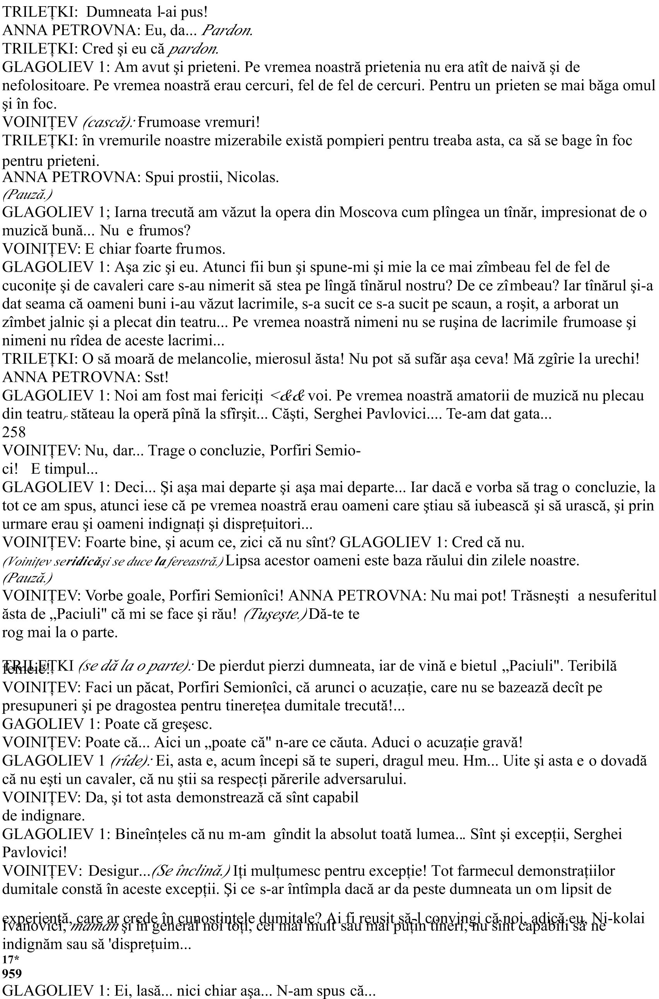 TRILEȚKI: Dumneata l-ai pus!
ANNA PETROVNA: Eu, da... Pardon.
TRILEȚKI: Cred şi eu că pardon.
GLAGOLIEV 1: Am avut şi prieteni. Pe vremea noastră prietenia nu era atît de naivă şi de
nefolositoare. Pe vremea noastră erau cercuri, fel de fel de cercuri. Pentru un prieten se mai băga omul
şi în foc.
VOINIȚEV (cască):'Frumoase vremuri!
TRILEȚKI: în vremurile noastre mizerabile există pompieri pentru treaba asta, ca să se bage în foc
pentru prieteni.
ANNA PETROVNA: Spui prostii, Nicolas.
(Pauză.)
GLAGOLIEV 1; Iarna trecută am văzut la opera din Moscova cum plîngea un tînăr, impresionat de o
muzică bună... Nu e frumos?
VOINIȚEV: E chiar foarte frumos.
GLAGOLIEV 1: Aşa zic şi eu. Atunci fii bun şi spune-mi şi mie la ce mai zîmbeau fel de fel de
cuconițe şi de cavaleri care s-au nimerit să stea pe lîngă tînărul nostru? De ce zîmbeau? Iar tînărul şi-a
dat seama că oameni buni i-au văzut lacrimile, s-a sucit ce s-a sucit pe scaun, a roşit, a arborat un
zîmbet jalnic şi a plecat din teatru... Pe vremea noastră nimeni nu se ruşina de lacrimile frumoase şi
nimeni nu rîdea de aceste lacrimi...
TRILEȚKI: O să moară de melancolie, mierosul ăsta! Nu pot să sufăr aşa ceva! Mă zgîrie la urechi!
ANNA PETROVNA: Sst!
GLAGOLIEV 1: Noi am fost mai fericiți <&& voi. Pe vremea noastră amatorii de muzică nu plecau
din teatru,- stăteau la operă pînă la sfîrşit... Căşti, Serghei Pavlovici.... Te-am dat gata...
258
VOINIȚEV: Nu, dar... Trage o concluzie, Porfiri Semio-
ci! E timpul...
GLAGOLIEV 1: Deci... Şi aşa mai departe şi aşa mai departe... Iar dacă e vorba să trag o concluzie, la
tot ce am spus, atunci iese că pe vremea noastră erau oameni care ştiau să iubească şi să urască, şi prin
urmare erau şi oameni indignați şi disprețuitori...
VOINIȚEV: Foarte bine, şi acum ce, zici că nu sînt? GLAGOLIEV 1: Cred că nu.
(Voinițev seridicăşi se duce la fereastră.) Lipsa acestor oameni este baza răului din zilele noastre.
(Pauză.)
VOINIȚEV: Vorbe goale, Porfiri Semionîci! ANNA PETROVNA: Nu mai pot! Trăsneşti a nesuferitul
ăsta de „Paciuli" că mi se face şi rău! (Tuşeşte.) Dă-te te
rog mai la o parte.
TRILEȚKI (se dă la o parte): De pierdut pierzi dumneata, iar de vină e bietul „Paciuli". Teribilă
femeie!
VOINIȚEV: Faci un păcat, Porfiri Semionîci, că arunci o acuzație, care nu se bazează decît pe
presupuneri şi pe dragostea pentru tinerețea dumitale trecută!...
GAGOLIEV 1: Poate că greşesc.
VOINIȚEV: Poate că... Aici un „poate că" n-are ce căuta. Aduci o acuzație gravă!
GLAGOLIEV 1 (rîde): Ei, asta e, acum începi să te superi, dragul meu. Hm... Uite şi asta e o dovadă
că nu eşti un cavaler, că nu ştii sa respecți părerile adversarului.
VOINIȚEV: Da, şi tot asta demonstrează că sînt capabil
de indignare.
GLAGOLIEV 1: Bineînțeles că nu m-am gîndit la absolut toată lumea... Sînt şi excepții, Serghei
Pavlovici!
VOINIȚEV: Desigur...(Se înclină.) Iți mulțumesc pentru excepție! Tot farmecul demonstrațiilor
dumitale constă în aceste excepții. Şi ce s-ar întîmpla dacă ar da peste dumneata un om lipsit de
experiență, care ar crede în cunoştințele dumitale? Ai fi reuşit să-l convingi că noi, adică eu, Ni-kolai
Ivanovici, maman şi în general noi toți, cei mai mult sau mai puțin tineri, nu sînt capabili să ne
indignăm sau să 'disprețuim...
17*
959
GLAGOLIEV 1: Ei, lasă... nici chiar aşa... N-am spus că...